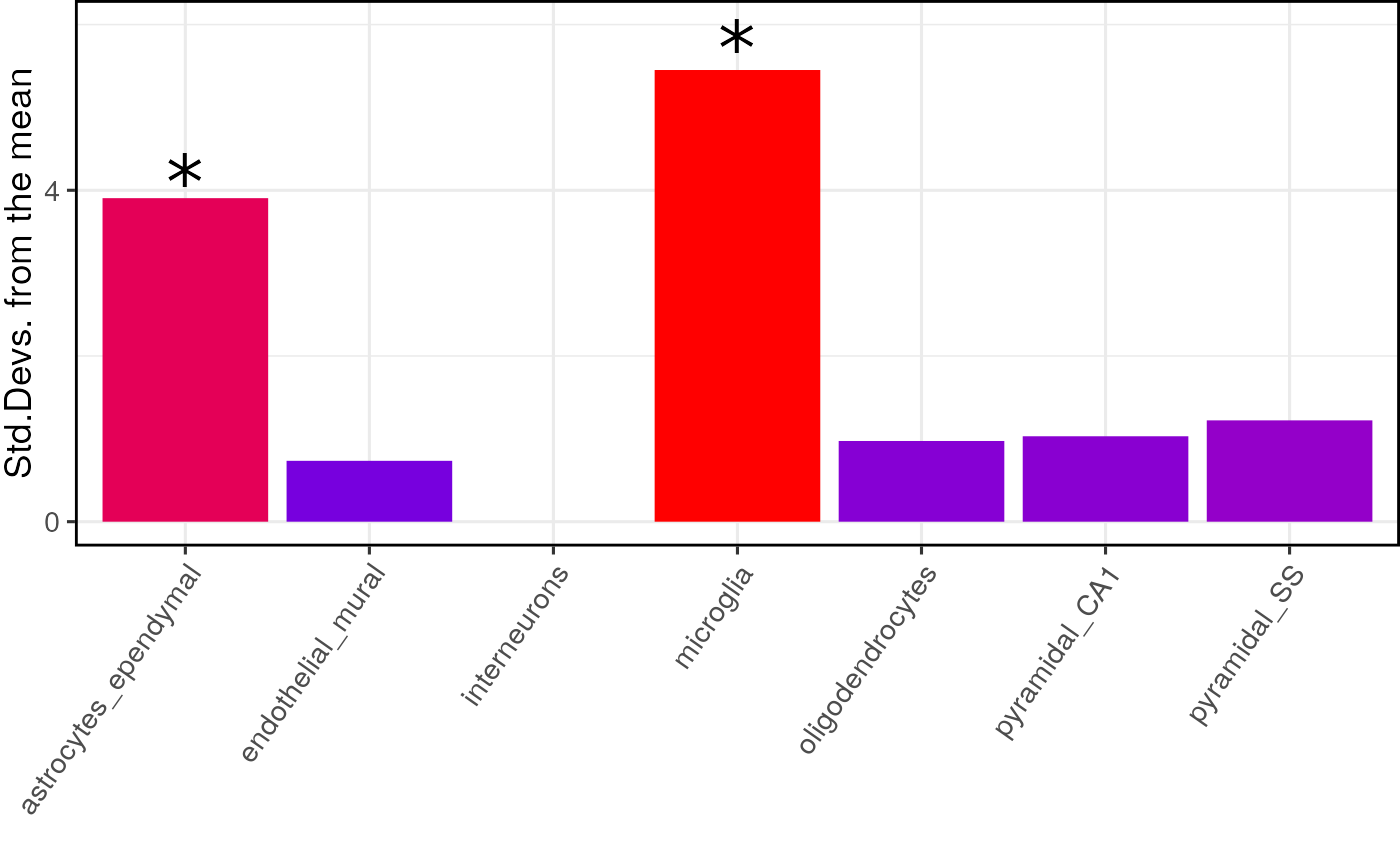 Std.Devs. from the mean
*
*
4
0
astrocytes_ependymal
endothelial_mural
interneurons
microglia
oligodendrocytes
pyramidal_CA1
pyramidal_SS